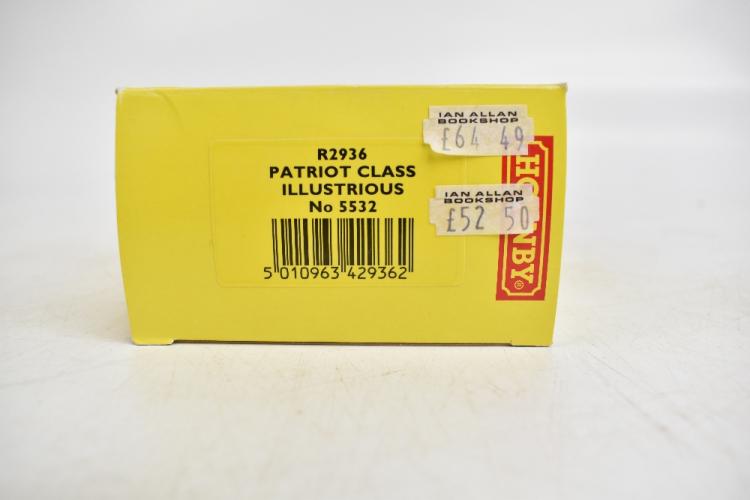 R2936
PATRIOT CLASS
ILLUSTRIOUS
No 5532
5 010963 429362
IAN ALLAN
BOOKSHOP
£64 49
IAN ALLAN
BOOKSHOP
£52 50
HORNBY®